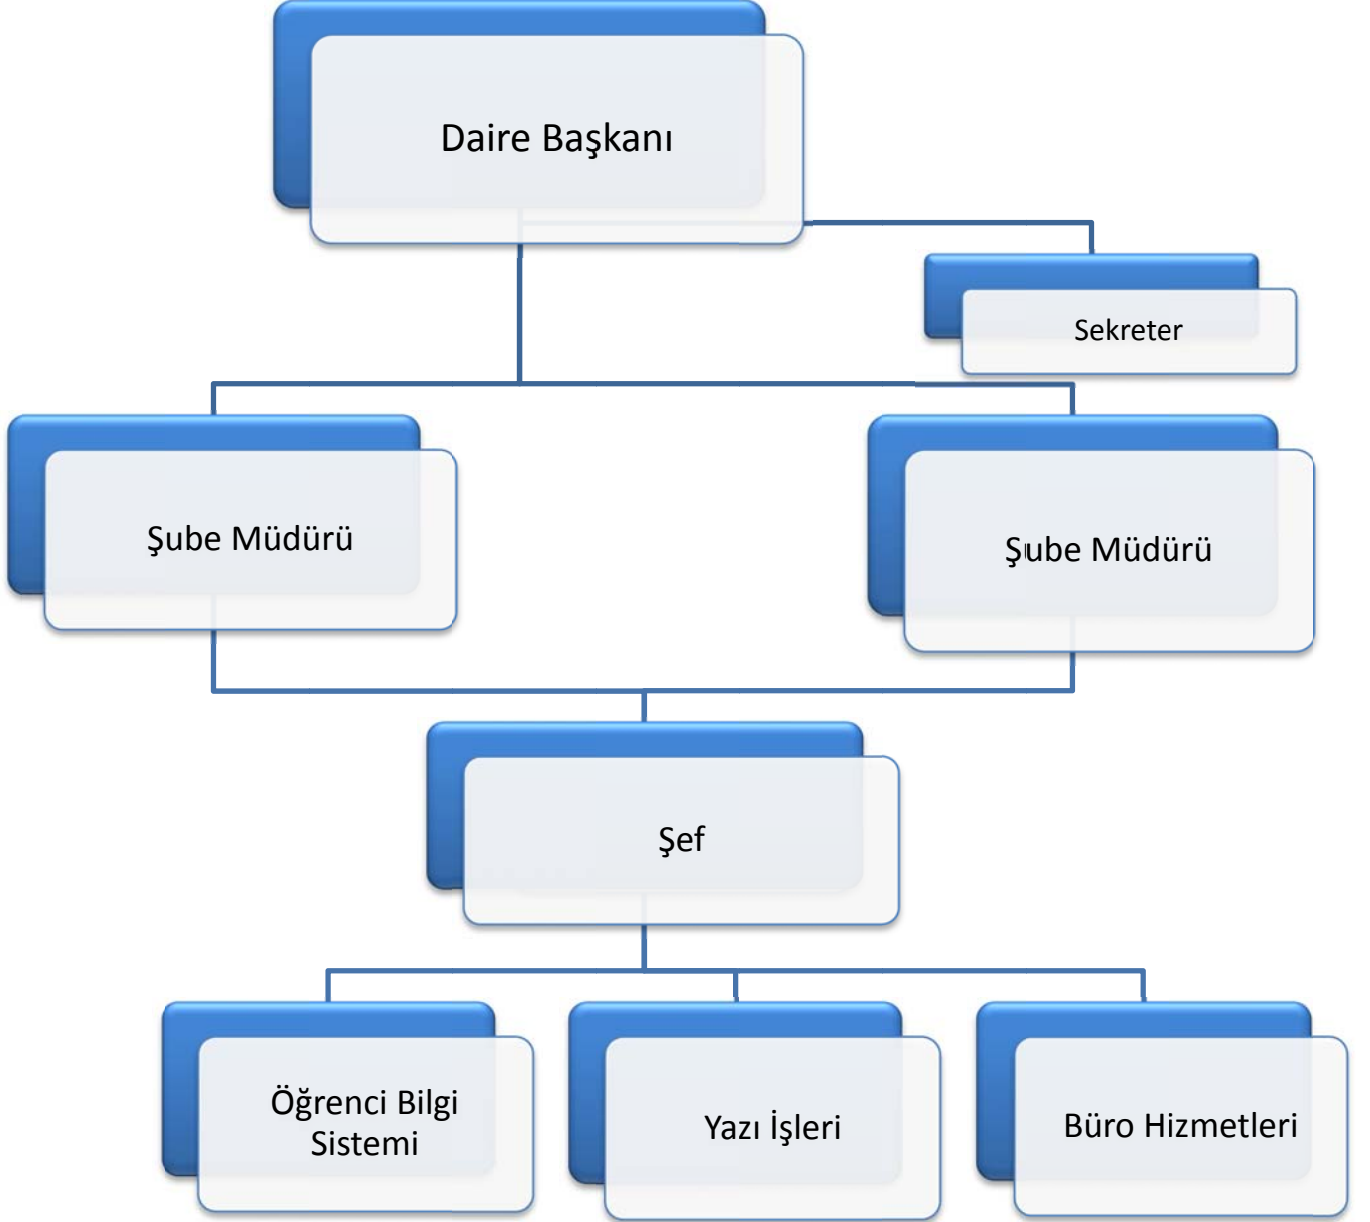 Daire Başkanı
Sekreter
Şube Müdürü
Şube Müdürü
Şef
Öğrenci Bilgi
Sistemi
Yazı İşleri
Büro Hizmetleri